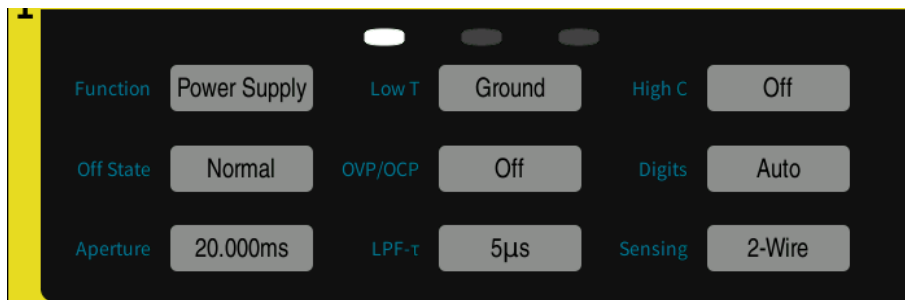 1
Function Power Supply Low T Ground High C Off
Off State Normal OVP/OCP Off Digits Auto
Aperture 20.000ms LPF-τ 5µs Sensing 2-Wire